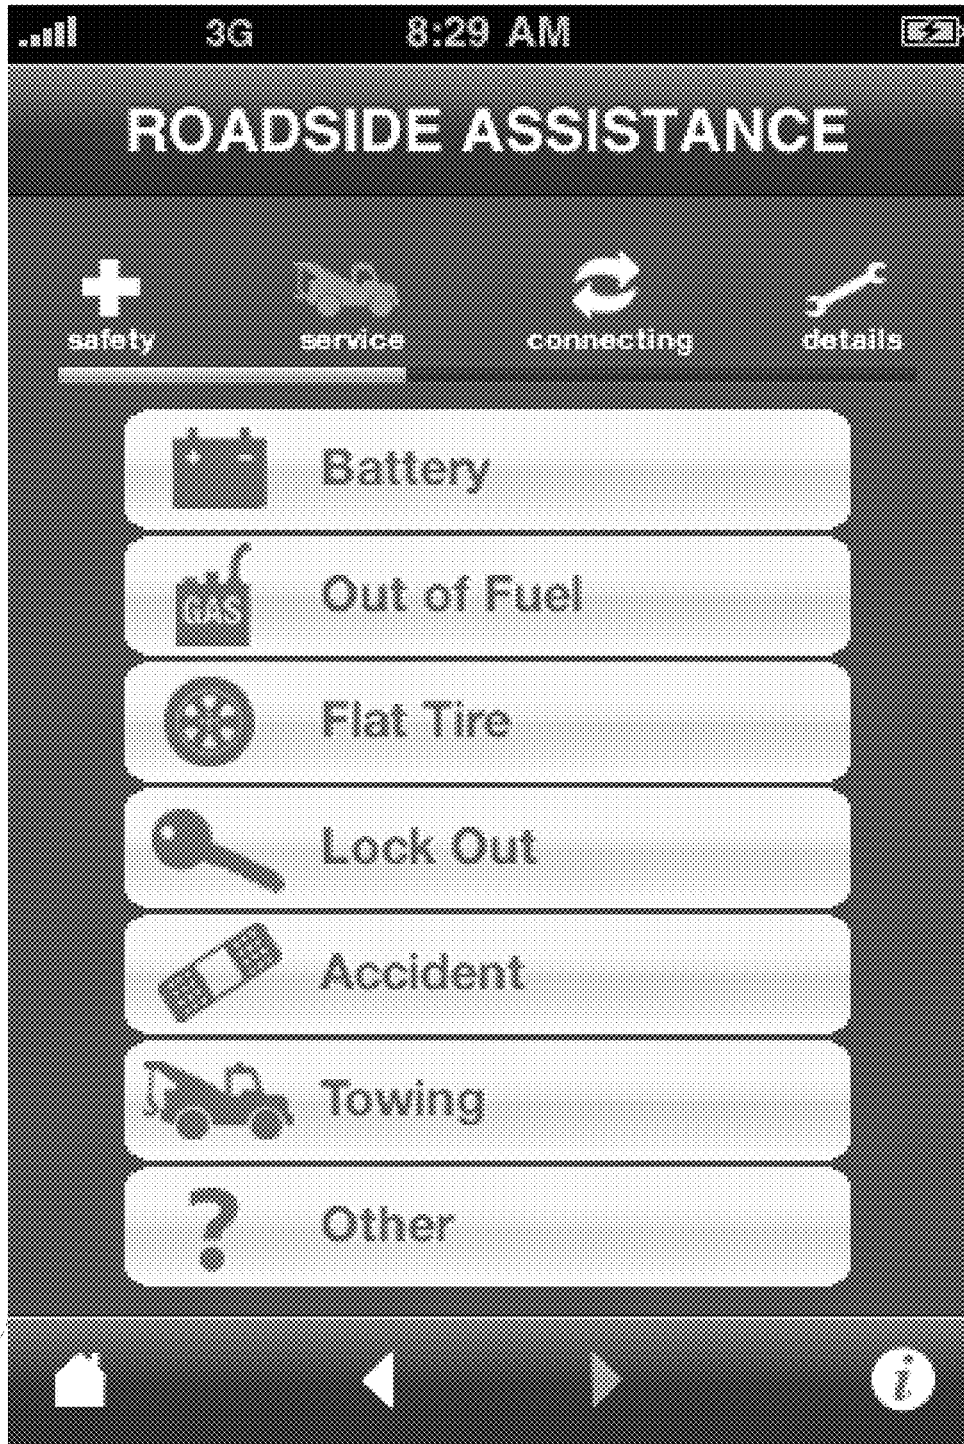 3G 8:29 AM
ROADSIDE ASSISTANCE
safety service connecting details
Battery
GAS Out of Fuel
Flat Tire
Lock Out
Accident
Towing
? Other
i